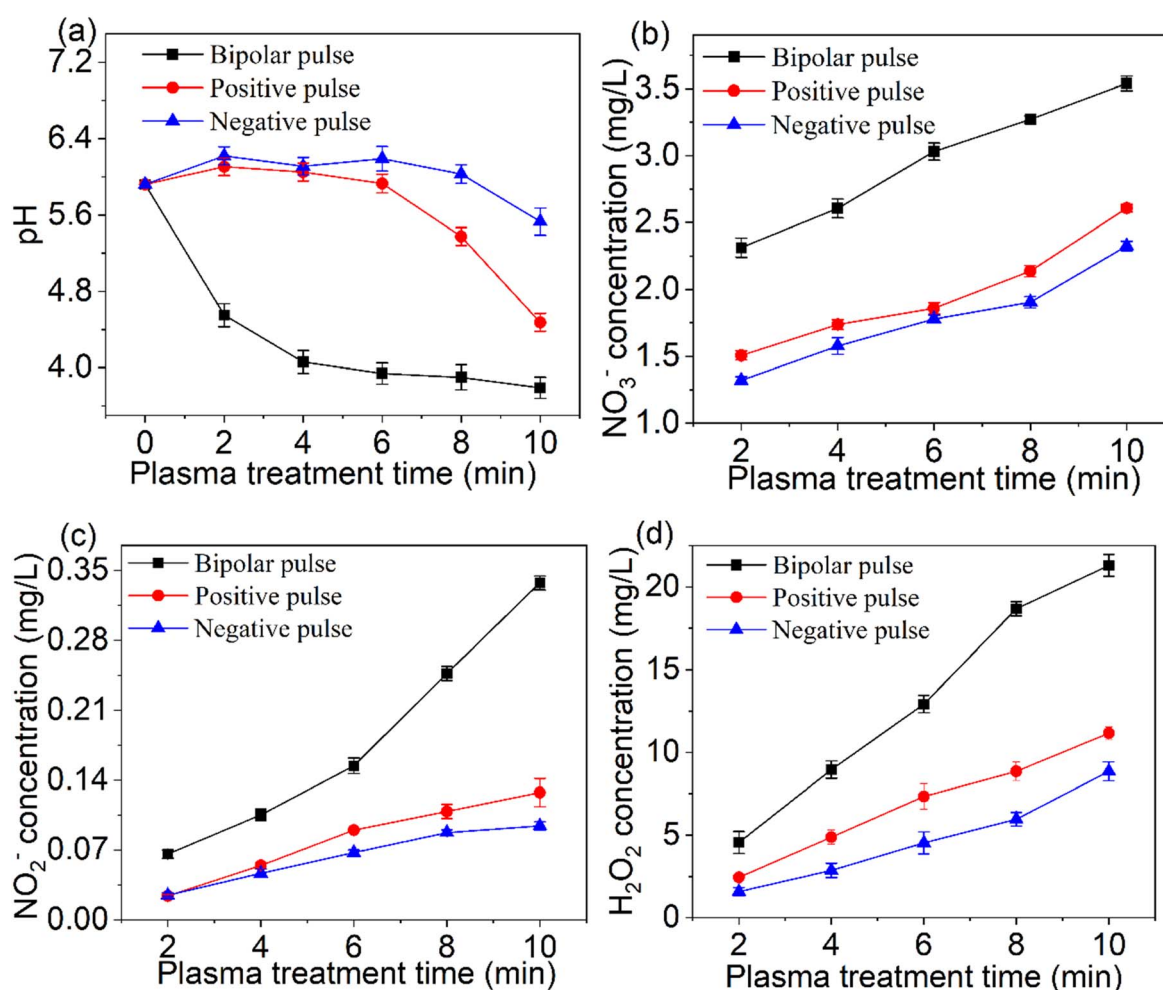 (a)
Bipolar pulse
Positive pulse
Negative pulse
7.2
6.4
5.6
4.8
4.0
pH
0 2 4 6 8 10
Plasma treatment time (min)
(b)
Bipolar pulse
Positive pulse
Negative pulse
3.5
3.0
2.5
2.0
1.5
1.0
NO₃⁻ concentration (mg/L)
2 4 6 8 10
Plasma treatment time (min)
(c)
Bipolar pulse
Positive pulse
Negative pulse
0.35
0.28
0.21
0.14
0.07
0.00
NO₂⁻ concentration (mg/L)
2 4 6 8 10
Plasma treatment time (min)
(d)
Bipolar pulse
Positive pulse
Negative pulse
20
15
10
5
0
H₂O₂ concentration (mg/L)
2 4 6 8 10
Plasma treatment time (min)